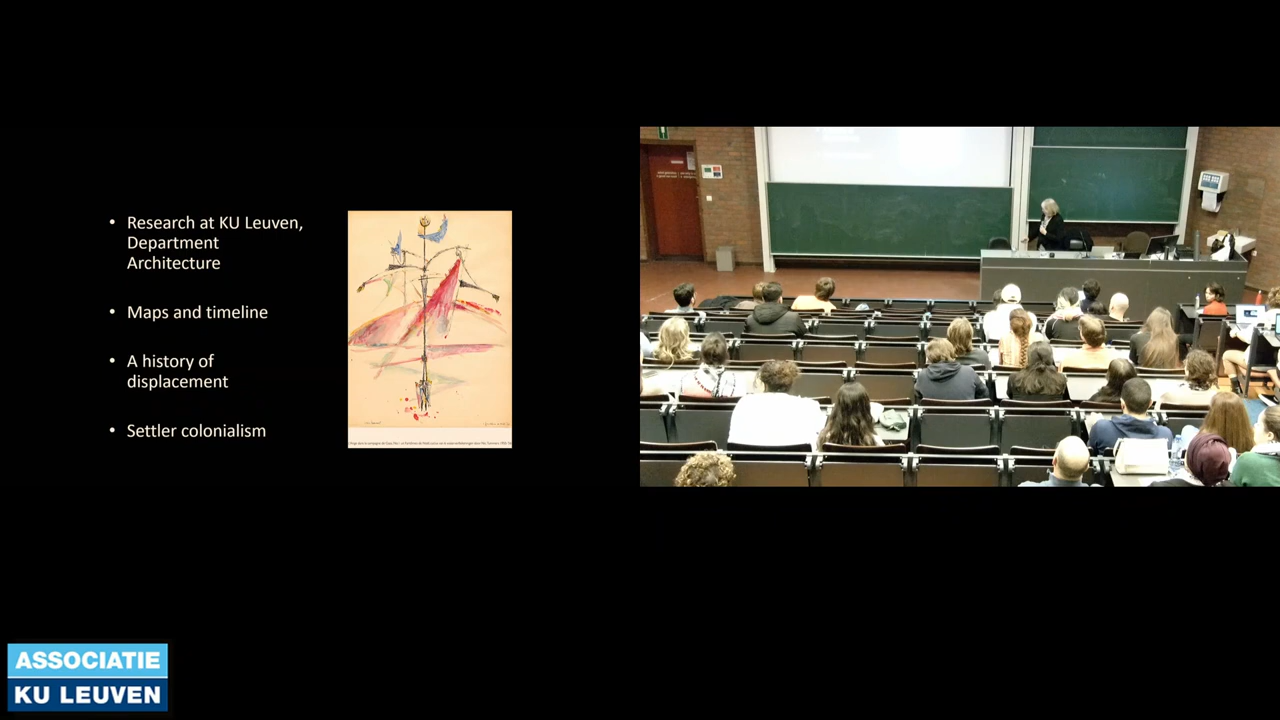 • Research at KU Leuven,
Department
Architecture
• Maps and timeline
• A history of
displacement
• Settler colonialism
ASSOCIATIE
KU LEUVEN